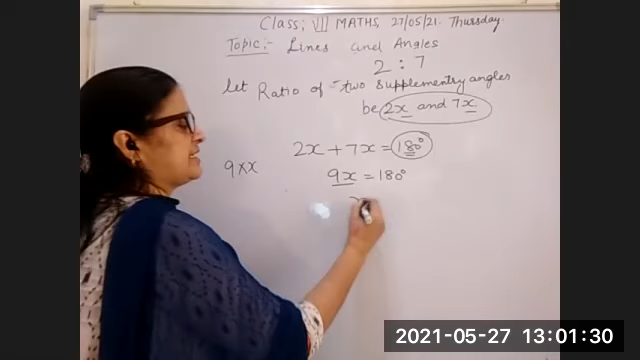 Class; VII MATHS 27/05/21. Thursday.
Topic:- Lines and Angles
2 : 7
let Ratio of two supplementry angles
be 2x and 7x
2x + 7x = 180°
9xx
9x = 180°
2021-05-27 13:01:30